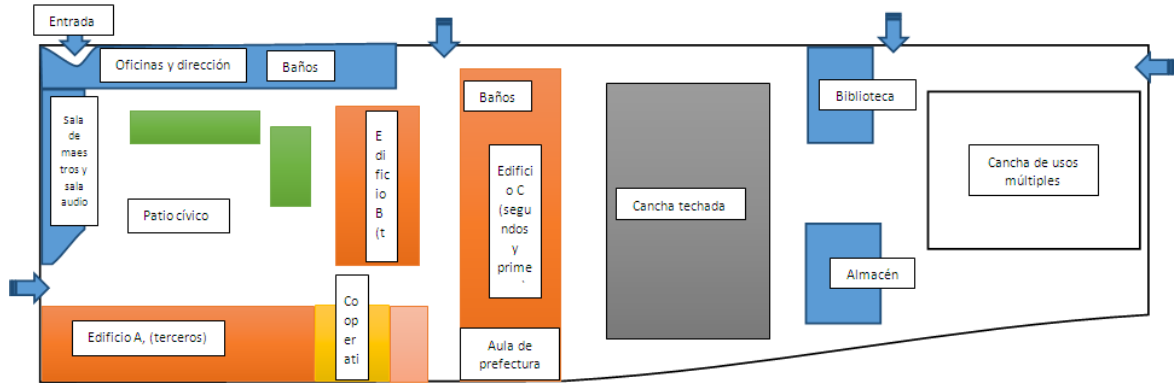 Entrada
Oficinas y dirección
Baños
Sala
de
maes
tros y
sala
audio
Patio cívico
E
di
fic
io
B
(t
Baños
Edifici
o C
(segu
ndos
y
prime
Cancha techada
Biblioteca
Cancha de usos
múltiples
Almacén
Edificio A, (terceros)
Co
op
er
ati
Aula de
prefectura